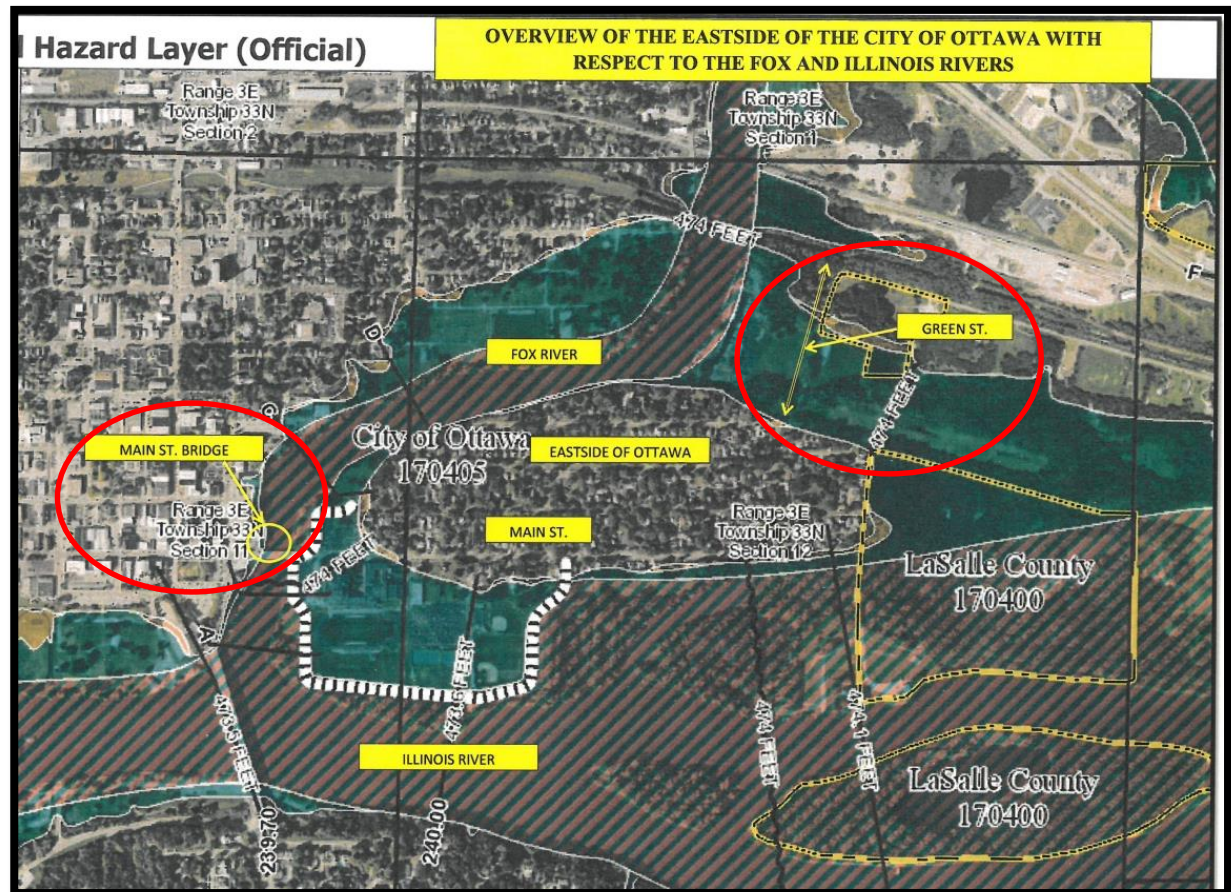 l Hazard Layer (Official)
OVERVIEW OF THE EASTSIDE OF THE CITY OF OTTAWA WITH
RESPECT TO THE FOX AND ILLINOIS RIVERS
Range 3E
Township 33N
Section 2
Range 3E
Township 33N
Section 1
474 FEET
F
GREEN ST.
D
FOX RIVER
474 FEET
G
City of Ottawa
170405
MAIN ST. BRIDGE
EASTSIDE OF OTTAWA
Range 3E
Township 33N
Section 11
MAIN ST.
Range 3E
Township 33N
Section 12
474 FEET
LaSalle County
170400
A
473.5 FEET
473.5 FEET
474 FEET
474.1 FEET
ILLINOIS RIVER
LaSalle County
170400
239.70
240.00